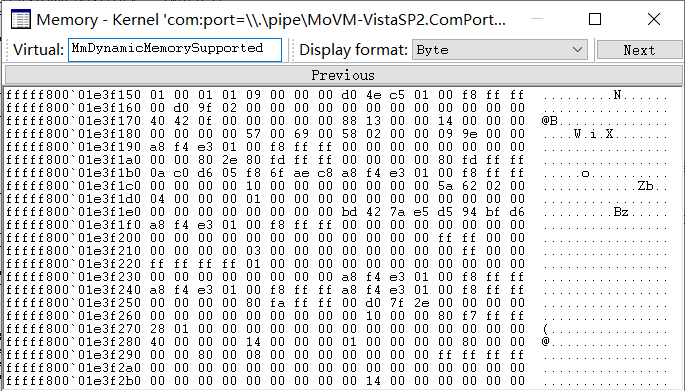 Memory - Kernel 'com:port=\\.\pipe\MoVM-VistaSP2.ComPort...
Virtual: MmDynamicMemorySupported Display format: Byte Next
Previous
fffff800`01e3f150 01 00 01 01 09 00 00 00 d0 4e c5 01 00 f8 ff ff .........N......
fffff800`01e3f160 00 d0 9f 02 00 00 00 00 00 00 00 00 00 00 00 00 ................
fffff800`01e3f170 40 42 0f 00 00 00 00 00 88 13 00 00 14 00 00 00 @B..............
fffff800`01e3f180 00 00 00 00 57 00 69 00 58 02 00 00 09 9e 00 00 ....W.i.X.......
fffff800`01e3f190 a8 f4 e3 01 00 f8 ff ff 00 00 00 00 00 00 00 00 ................
fffff800`01e3f1a0 00 00 80 2e 80 fd ff ff 00 00 00 00 80 fd ff ff ................
fffff800`01e3f1b0 0a c0 d6 05 f8 6f ae c8 a8 f4 e3 01 00 f8 ff ff .....o..........
fffff800`01e3f1c0 00 00 00 00 10 00 00 00 00 00 00 00 5a 62 02 00 ............Zb..
fffff800`01e3f1d0 04 00 00 00 01 00 00 00 00 00 00 00 00 00 00 00 ................
fffff800`01e3f1e0 00 00 00 00 00 00 00 00 bd 42 7a e5 d5 94 bf d6 .........Bz.....
fffff800`01e3f1f0 a8 f4 e3 01 00 f8 ff ff 00 00 00 00 00 00 00 00 ................
fffff800`01e3f200 00 00 00 00 00 00 00 00 00 00 00 00 ff ff 00 00 ................
fffff800`01e3f210 00 00 00 00 03 00 00 00 00 00 00 00 00 ff 00 00 ................
fffff800`01e3f220 ff ff ff ff 01 00 00 00 00 00 00 00 00 00 00 00 ................
fffff800`01e3f230 00 00 00 00 00 00 00 00 a8 f4 e3 01 00 f8 ff ff ................
fffff800`01e3f240 a8 f4 e3 01 00 f8 ff ff 00 00 00 00 00 00 00 00 ................
fffff800`01e3f250 00 00 00 00 80 fa ff ff 00 d0 7f 2e 00 00 00 00 ................
fffff800`01e3f260 00 00 00 00 00 00 00 00 00 10 00 00 80 f7 ff ff ................
fffff800`01e3f270 28 01 00 00 00 00 00 00 00 00 00 00 00 00 00 00 (...............
fffff800`01e3f280 40 00 00 00 14 00 00 00 01 00 00 00 00 80 00 00 @...............
fffff800`01e3f290 00 00 80 00 08 00 00 00 00 00 00 00 ff ff ff ff ................
fffff800`01e3f2a0 00 00 00 00 00 00 00 00 00 00 00 00 00 00 00 00 ................
fffff800`01e3f2b0 00 00 00 00 00 00 00 00 14 00 00 00 00 00 00 00 ................